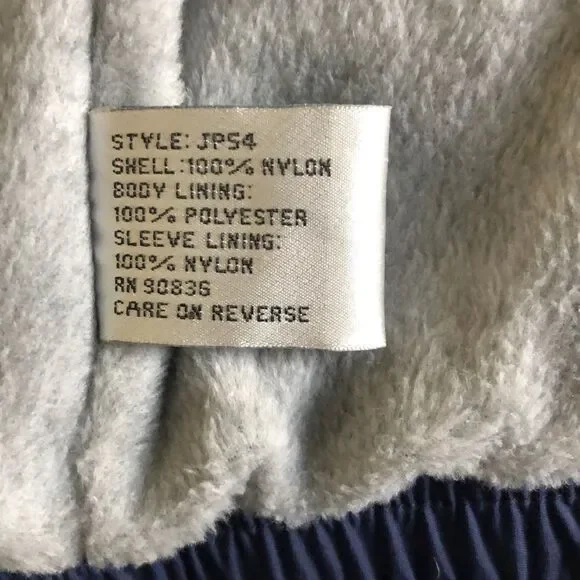 STYLE: JP54
SHELL:100% NYLON
BODY LINING:
100% POLYESTER
SLEEVE LINING:
100% NYLON
RN 90836
CARE ON REVERSE